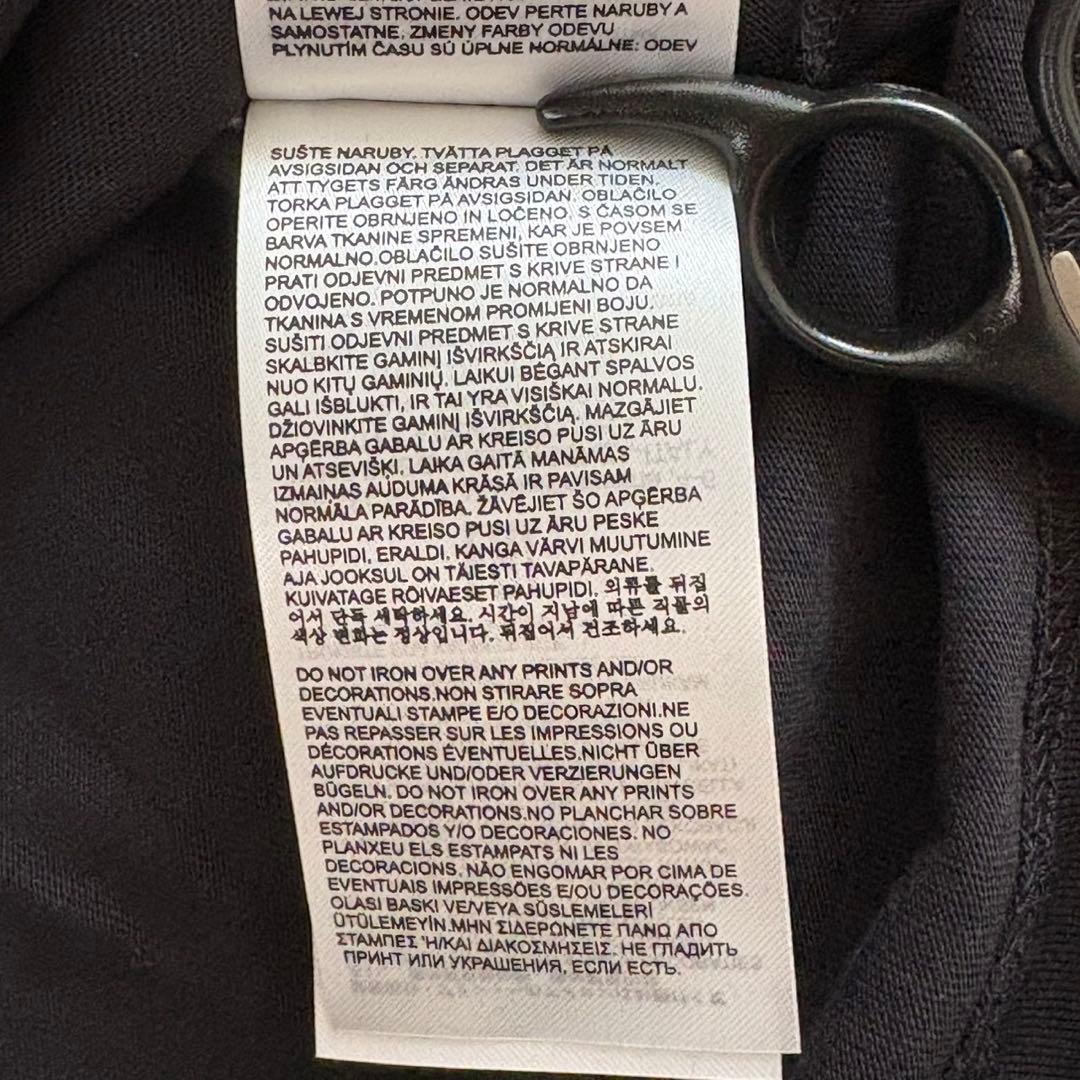 NA LEWEJ STRONIE. ODEV PERTE NARUBY A
SAMOSTATNE. ZMENY FARBY ODEVU
PLYNUTÍM ČASU SÚ ÚPLNE NORMÁLNE: ODEV
SUŠTE NARUBY. TVÄTTA PLAGGET PÅ
AVSIGSIDAN OCH SEPARAT. DET ÄR NORMALT
ATT TYGETS FÄRG ÄNDRAS UNDER TIDEN.
TORKA PLAGGET PÅ AVSIGSIDAN. OBLAČILO
OPERITE OBRNJENO IN LOČENO. S ČASOM SE
BARVA TKANINE SPREMENI, KAR JE POVSEM
NORMALNO.OBLAČILO SUŠITE OBRNJENO
PRATI ODJEVNI PREDMET S KRIVE STRANE I
ODVOJENO. POTPUNO JE NORMALNO DA
TKANINA S VREMENOM PROMIJENI BOJU.
SUŠITI ODJEVNI PREDMET S KRIVE STRANE
SKALBKITE GAMINĮ IŠVIRKŠČIĄ IR ATSKIRAI
NUO KITŲ GAMINIŲ. LAIKUI BĖGANT SPALVOS
GALI IŠBLUKTI, IR TAI YRA VISIŠKAI NORMALU.
DŽIOVINKITE GAMINĮ IŠVIRKŠČIĄ. MAZGĀJIET
APĢĒRBA GABALU AR KREISO PUSI UZ ĀRU
UN ATSEVIŠĶI. LAIKA GAITĀ MANĀMAS
IZMAIŅAS AUDUMA KRĀSĀ IR PAVISAM
NORMĀLA PARĀDĪBA. ŽĀVĒJIET ŠO APĢĒRBA
GABALU AR KREISO PUSI UZ ĀRU PESKE
PAHUPIDI, ERALDI. KANGA VÄRVI MUUTUMINE
AJA JOOKSUL ON TÄIESTI TAVAPÄRANE.
KUIVATAGE RÕIVAESET PAHUPIDI. 의류를 뒤집
어서 단독 세탁하세요. 시간이 지남에 따른 직물의
색상 변화는 정상입니다. 뒤집어서 건조하세요.
DO NOT IRON OVER ANY PRINTS AND/OR
DECORATIONS.NON STIRARE SOPRA
EVENTUALI STAMPE E/O DECORAZIONI.NE
PAS REPASSER SUR LES IMPRESSIONS OU
DÉCORATIONS ÉVENTUELLES.NICHT ÜBER
AUFDRUCKE UND/ODER VERZIERUNGEN
BÜGELN. DO NOT IRON OVER ANY PRINTS
AND/OR DECORATIONS.NO PLANCHAR SOBRE
ESTAMPADOS Y/O DECORACIONES. NO
PLANXEU ELS ESTAMPATS NI LES
DECORACIONS. NÃO ENGOMAR POR CIMA DE
EVENTUAIS IMPRESSÕES E/OU DECORAÇÕES.
OLASI BASKI VE/VEYA SÜSLEMELERİ
ÜTÜLEMEYİN.ΜΗΝ ΣΙΔΕΡΩΝΕΤΕ ΠΑΝΩ ΑΠΟ
ΣΤΑΜΠΕΣ 'Η/ΚΑΙ ΔΙΑΚΟΣΜΗΣΕΙΣ. НЕ ГЛАДИТЬ
ПРИНТ ИЛИ УКРАШЕНИЯ, ЕСЛИ ЕСТЬ.